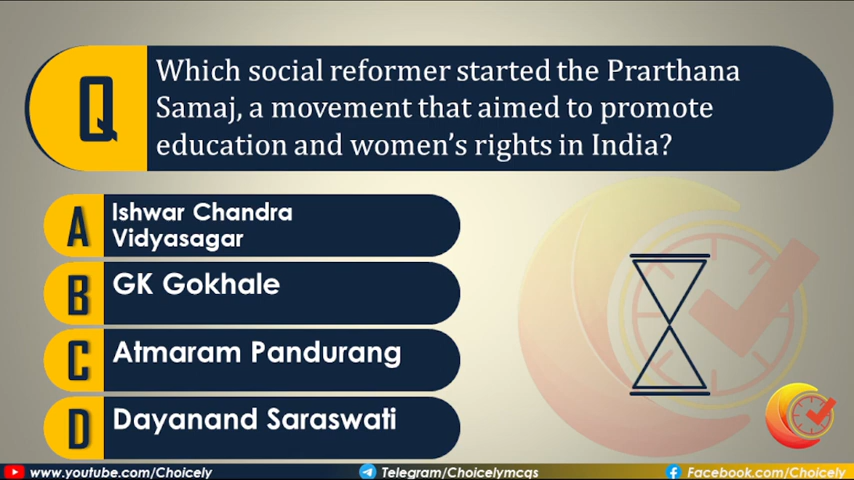 Q
Which social reformer started the Prarthana
Samaj, a movement that aimed to promote
education and women’s rights in India?
A
Ishwar Chandra
Vidyasagar
B
GK Gokhale
C
Atmaram Pandurang
D
Dayanand Saraswati
www.youtube.com/Choicely
Telegram/Choicelymcqs
Facebook.com/Choicely